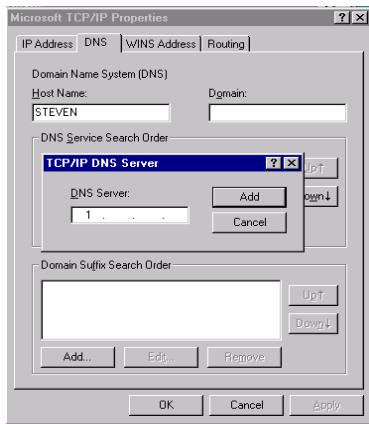 Microsoft TCP/IP Properties
IP Address DNS WINS Address Routing
Domain Name System (DNS)
Host Name: Domain:
STEVEN
DNS Service Search Order
TCP/IP DNS Server
Up↑
DNS Server: Add
1 . . . own↓
Cancel
Domain Suffix Search Order
Up↑
Down↓
Add... Edit... Remove
OK Cancel Apply